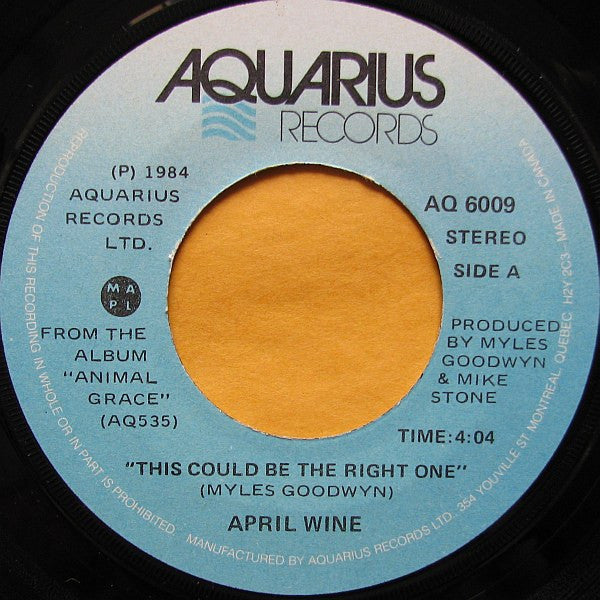 AQUARIUS
RECORDS
(P) 1984
AQUARIUS
RECORDS
LTD.
M A
P L
FROM THE
ALBUM
"ANIMAL
GRACE"
(AQ535)
AQ 6009
STEREO
SIDE A
PRODUCED
BY MYLES
GOODWYN
& MIKE
STONE
TIME:4:04
"THIS COULD BE THE RIGHT ONE"
(MYLES GOODWYN)
APRIL WINE
REPRODUCTION OF THIS RECORDING IN WHOLE OR IN PART IS PROHIBITED
MANUFACTURED BY AQUARIUS RECORDS LTD. 354 YOUVILLE ST MONTREAL QUEBEC H2Y 2C3 - MADE IN CANADA